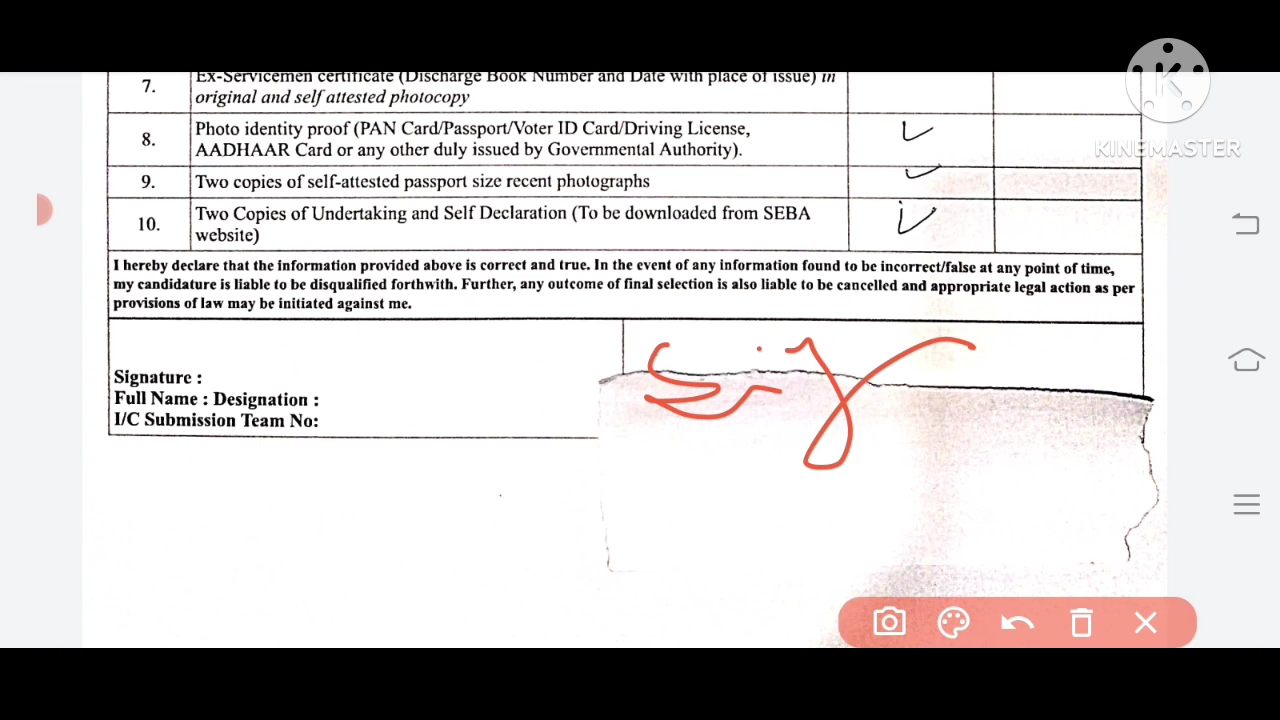 KINEMASTER
7.
Ex-Servicemen certificate (Discharge Book Number and Date with place of issue) in
original and self attested photocopy
8.
Photo identity proof (PAN Card/Passport/Voter ID Card/Driving License,
AADHAAR Card or any other duly issued by Governmental Authority).
9.
Two copies of self-attested passport size recent photographs
10.
Two Copies of Undertaking and Self Declaration (To be downloaded from SEBA
website)
I hereby declare that the information provided above is correct and true. In the event of any information found to be incorrect/false at any point of time,
my candidature is liable to be disqualified forthwith. Further, any outcome of final selection is also liable to be cancelled and appropriate legal action as per
provisions of law may be initiated against me.
Signature :
Full Name : Designation :
I/C Submission Team No:
Sig